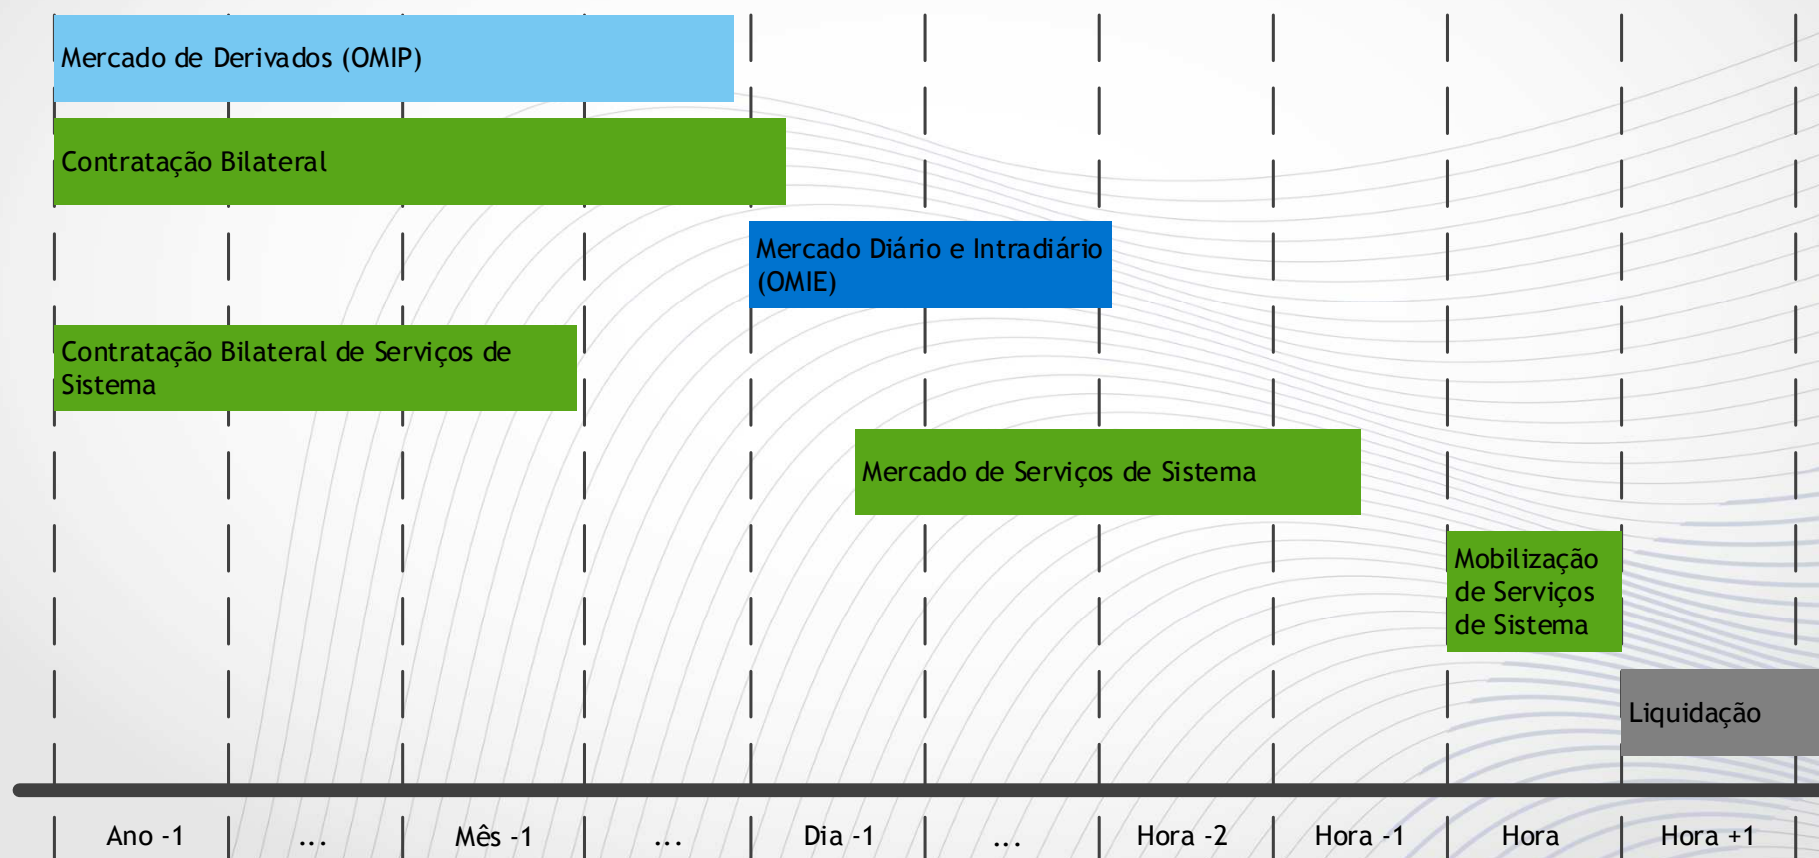 Mercado de Derivados (OMIP)
Contratação Bilateral
Mercado Diário e Intradiário
(OMIE)
Contratação Bilateral de Serviços de
Sistema
Mercado de Serviços de Sistema
Mobilização
de Serviços
de Sistema
Liquidação
Ano -1
...
Mês -1
...
Dia -1
...
Hora -2
Hora -1
Hora
Hora +1